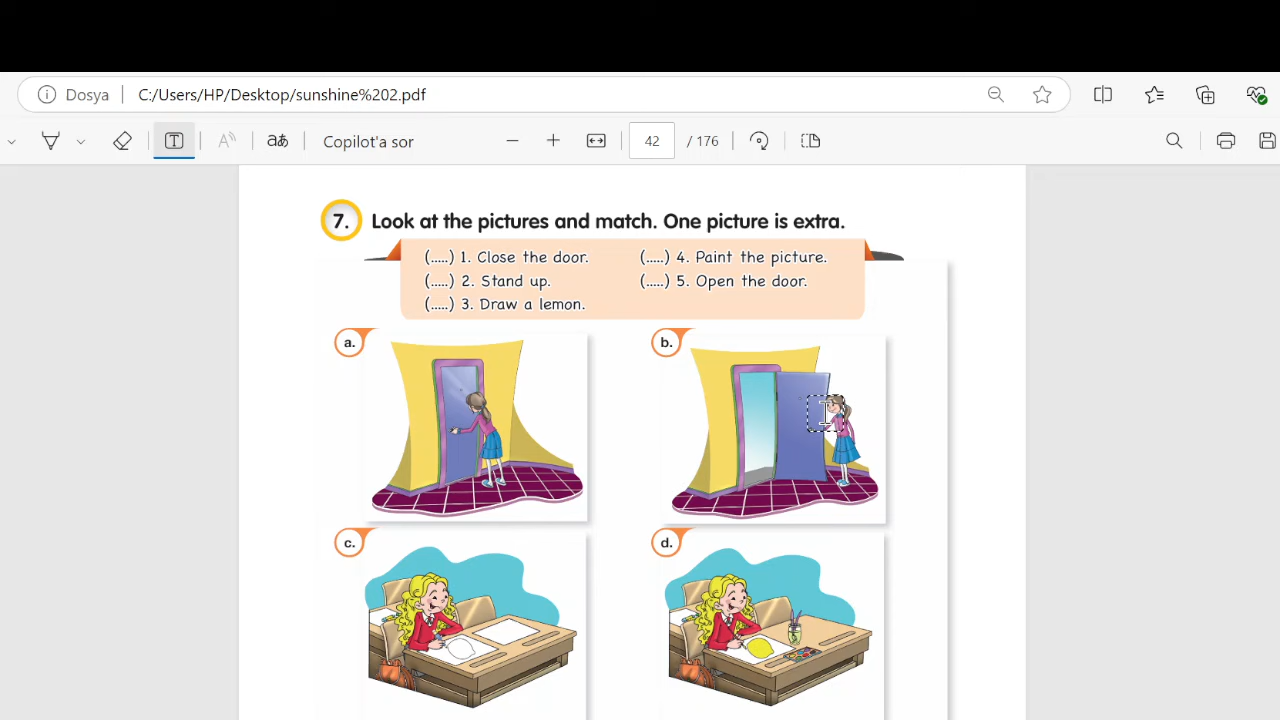 Dosya C:/Users/HP/Desktop/sunshine%202.pdf
aあ Copilot'a sor 42 / 176
7. Look at the pictures and match. One picture is extra.
(.....) 1. Close the door. (.....) 4. Paint the picture.
(.....) 2. Stand up. (.....) 5. Open the door.
(.....) 3. Draw a lemon.
a. b.
c. d.